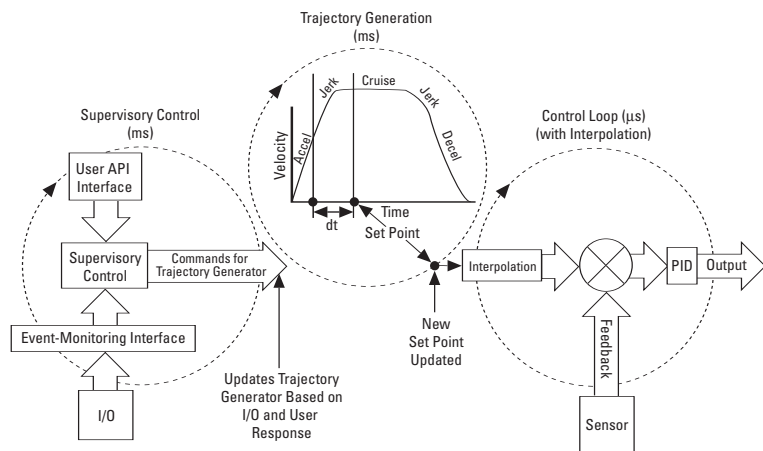 Trajectory Generation
(ms)
Jerk
Cruise
Jerk
Accel
Decel
Velocity
Time
dt
Set Point
Supervisory Control
(ms)
User API
Interface
Supervisory
Control
Commands for
Trajectory Generator
Event-Monitoring Interface
I/O
Updates Trajectory
Generator Based on
I/O and User
Response
New
Set Point
Updated
Control Loop (μs)
(with Interpolation)
Interpolation
PID
Output
Feedback
Sensor